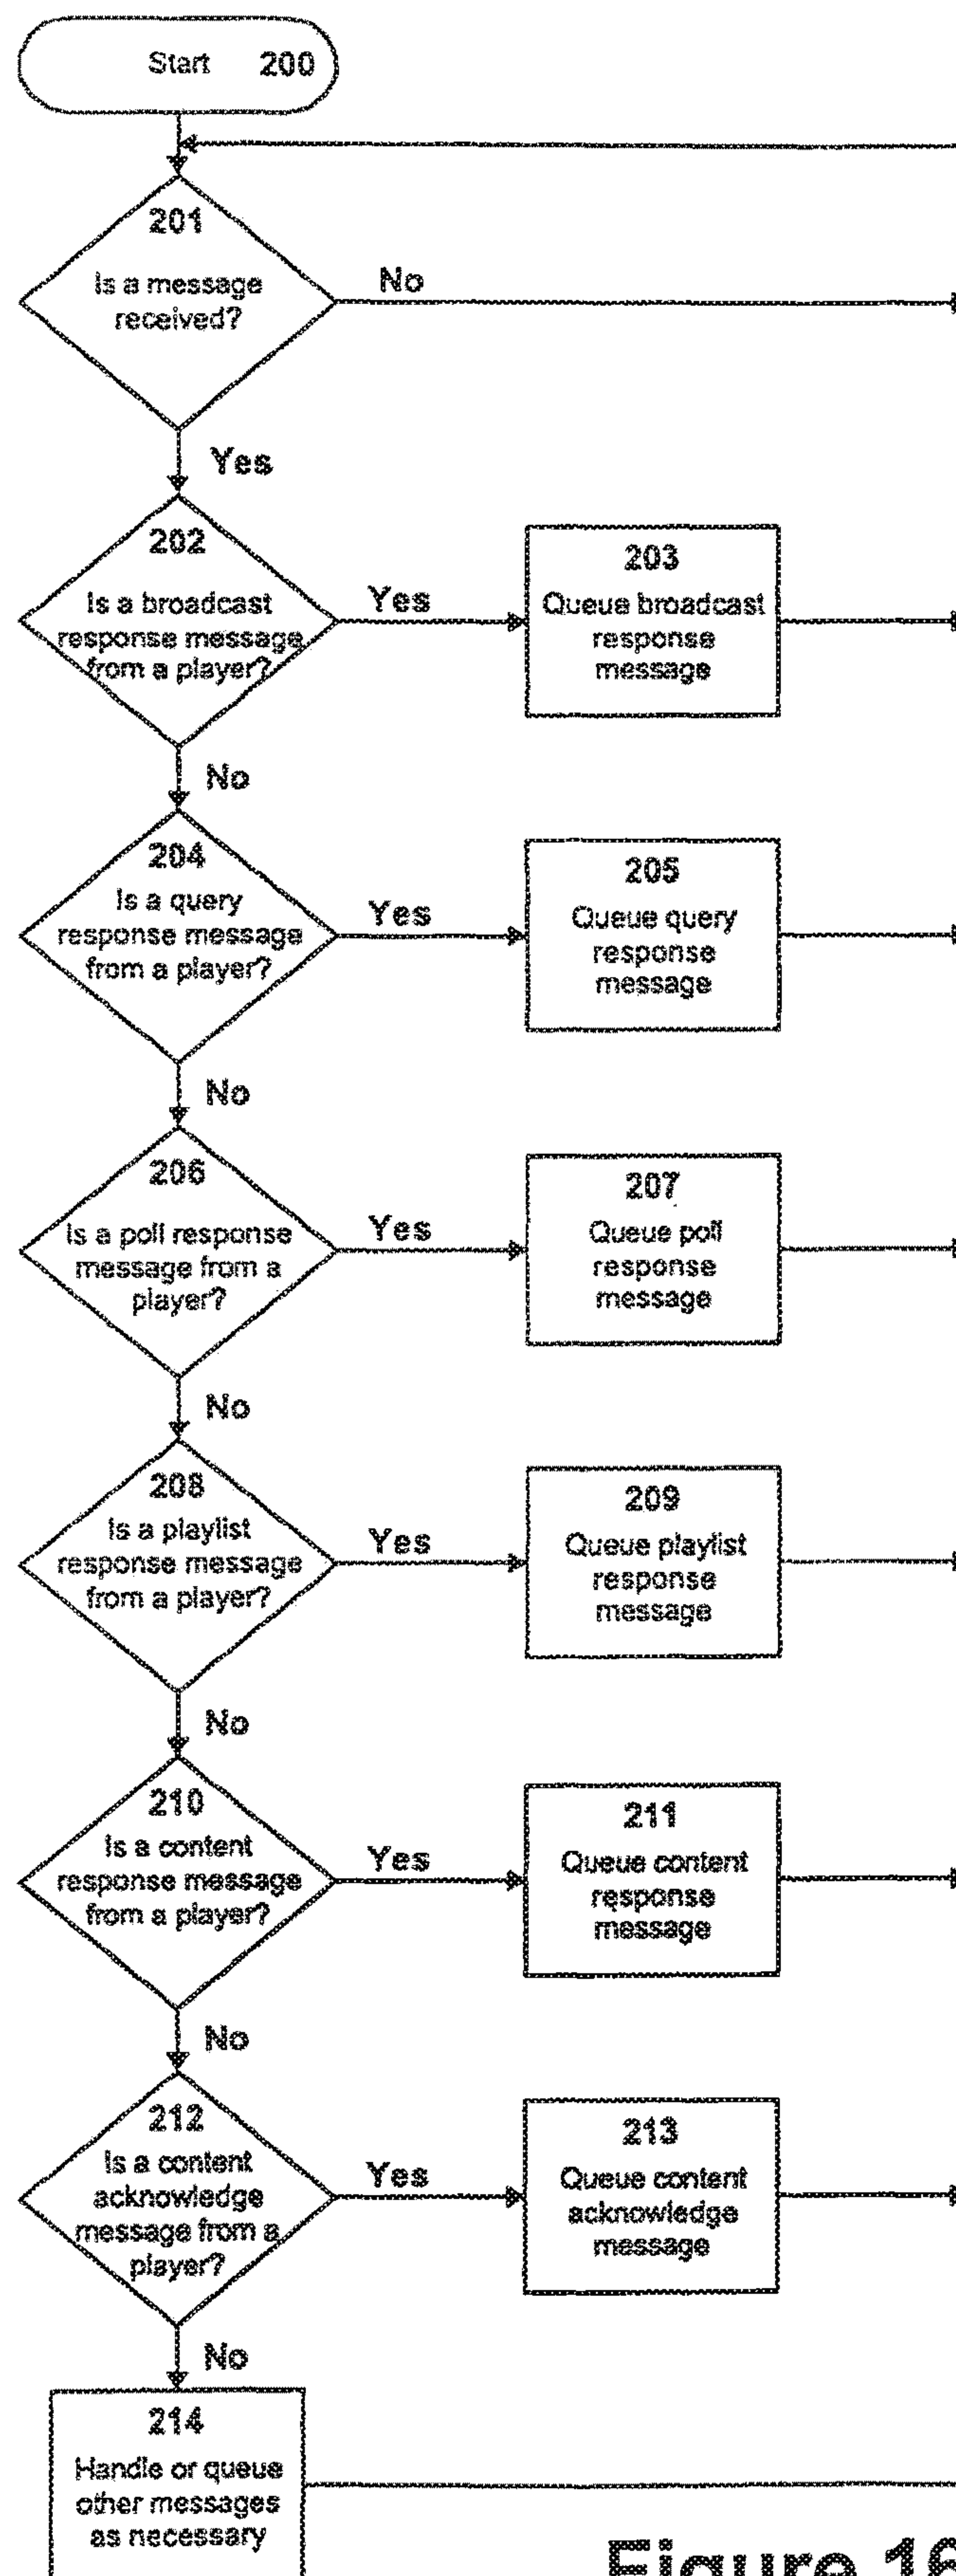 Start 200
201
Is a message
received?
No
Yes
202
Is a broadcast
response message
from a player?
Yes
203
Queue broadcast
response
message
No
204
Is a query
response message
from a player?
Yes
205
Queue query
response
message
No
206
Is a poll response
message from a
player?
Yes
207
Queue poll
response
message
No
208
Is a playlist
response message
from a player?
Yes
209
Queue playlist
response
message
No
210
Is a content
response message
from a player?
Yes
211
Queue content
response
message
No
212
Is a content
acknowledge
message from a
player?
Yes
213
Queue content
acknowledge
message
No
214
Handle or queue
other messages
as necessary
Figure 16